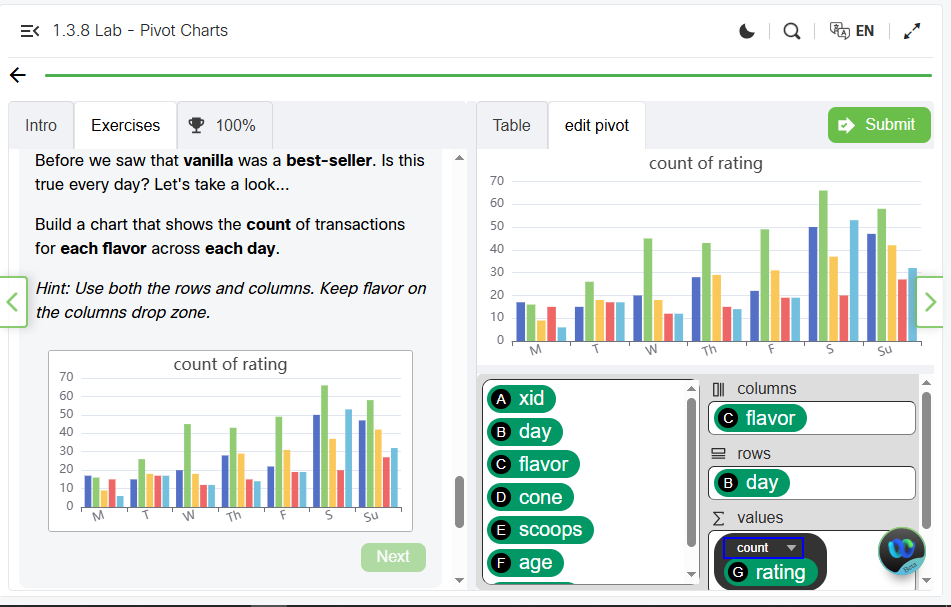 1.3.8 Lab - Pivot Charts
EN
Intro
Exercises
100%
Table
edit pivot
Submit
Before we saw that vanilla was a best-seller. Is this
true every day? Let's take a look...
Build a chart that shows the count of transactions
for each flavor across each day.
Hint: Use both the rows and columns. Keep flavor on
the columns drop zone.
count of rating
70
60
50
40
30
20
10
0
M T W Th F S Su
Next
count of rating
70
60
50
40
30
20
10
0
M T W Th F S Su
A xid
B day
C flavor
D cone
E scoops
F age
columns
C flavor
rows
B day
Σ values
count
G rating
Beta